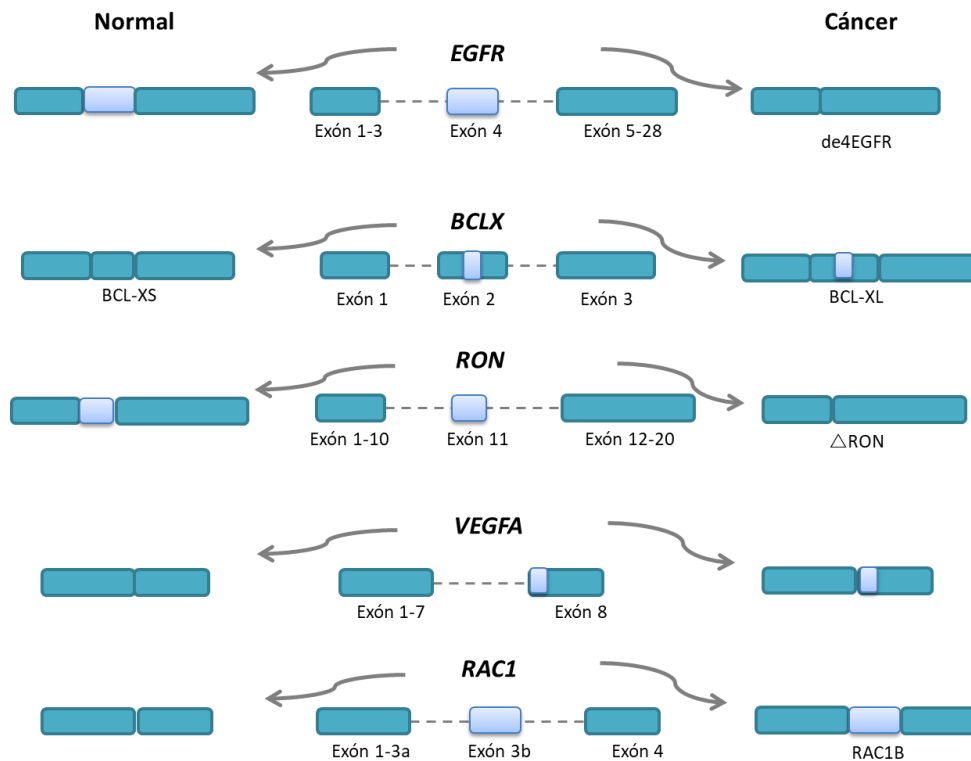 Normal
Cáncer
EGFR
Exón 1-3
Exón 4
Exón 5-28
de4EGFR
BCLX
BCL-XS
Exón 1
Exón 2
Exón 3
BCL-XL
RON
Exón 1-10
Exón 11
Exón 12-20
△RON
VEGFA
Exón 1-7
Exón 8
RAC1
Exón 1-3a
Exón 3b
Exón 4
RAC1B